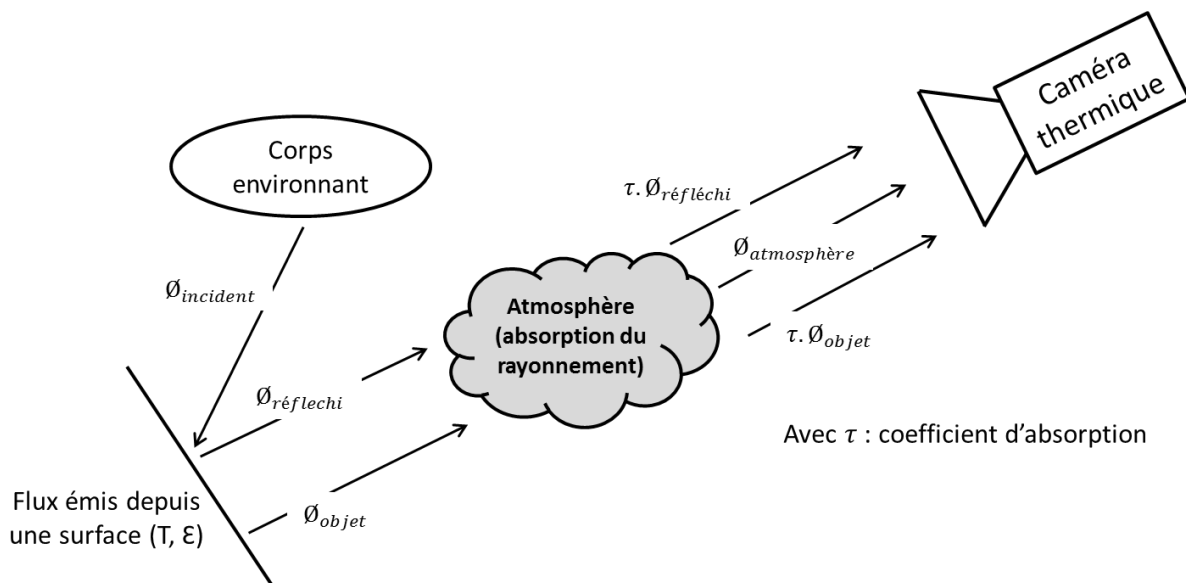 Caméra
thermique
Corps
environnant
τ. Ø_réfléchi
Ø_atmosphère
Ø_incident
Atmosphère
(absorption du
rayonnement)
τ. Ø_objet
Ø_réflechi
Avec τ : coefficient d’absorption
Flux émis depuis
une surface (T, Ɛ)
Ø_objet